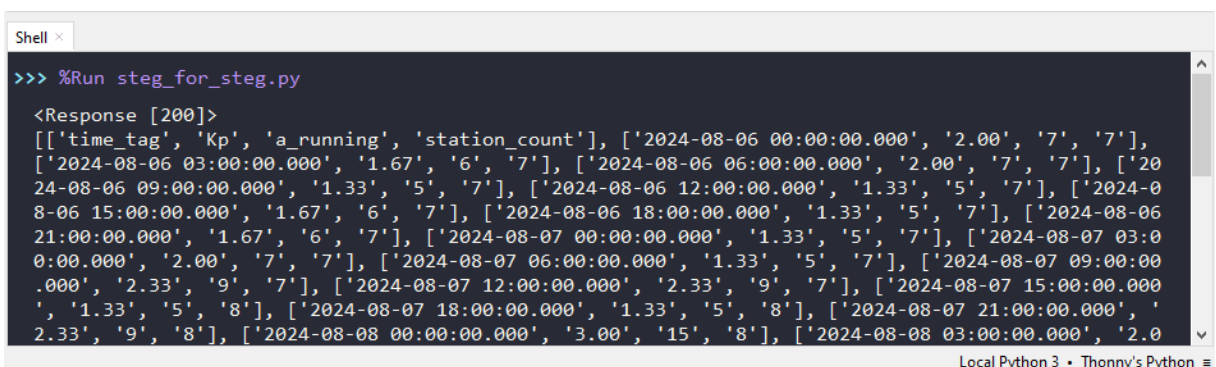 Shell ×
>>> %Run steg_for_steg.py
<Response [200]>
[['time_tag', 'Kp', 'a_running', 'station_count'], ['2024-08-06 00:00:00.000', '2.00', '7', '7'],
['2024-08-06 03:00:00.000', '1.67', '6', '7'], ['2024-08-06 06:00:00.000', '2.00', '7', '7'], ['20
24-08-06 09:00:00.000', '1.33', '5', '7'], ['2024-08-06 12:00:00.000', '1.33', '5', '7'], ['2024-0
8-06 15:00:00.000', '1.67', '6', '7'], ['2024-08-06 18:00:00.000', '1.33', '5', '7'], ['2024-08-06
21:00:00.000', '1.67', '6', '7'], ['2024-08-07 00:00:00.000', '1.33', '5', '7'], ['2024-08-07 03:0
0:00.000', '2.00', '7', '7'], ['2024-08-07 06:00:00.000', '1.33', '5', '7'], ['2024-08-07 09:00:00
.000', '2.33', '9', '7'], ['2024-08-07 12:00:00.000', '2.33', '9', '7'], ['2024-08-07 15:00:00.000
', '1.33', '5', '8'], ['2024-08-07 18:00:00.000', '1.33', '5', '8'], ['2024-08-07 21:00:00.000', '
2.33', '9', '8'], ['2024-08-08 00:00:00.000', '3.00', '15', '8'], ['2024-08-08 03:00:00.000', '2.0
Local Python 3 • Thonny's Python ≡